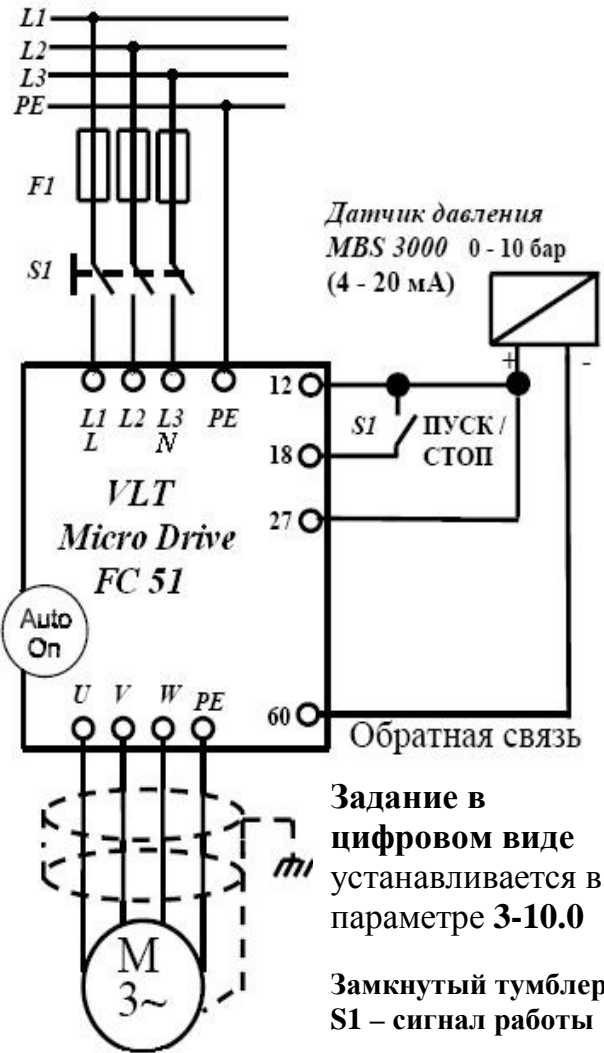 L1
L2
L3
PE
F1
S1
Датчик давления
MBS 3000 0 - 10 бар
(4 - 20 мА)
+ -
L1 L2 L3 PE
L N
12
S1 ПУСК /
18 СТОП
27
VLT
Micro Drive
FC 51
Auto
On
U V W PE
60
Обратная связь
Задание в
цифровом виде
устанавливается в
параметре 3-10.0
M
3~
Замкнутый тумблер
S1 – сигнал работы